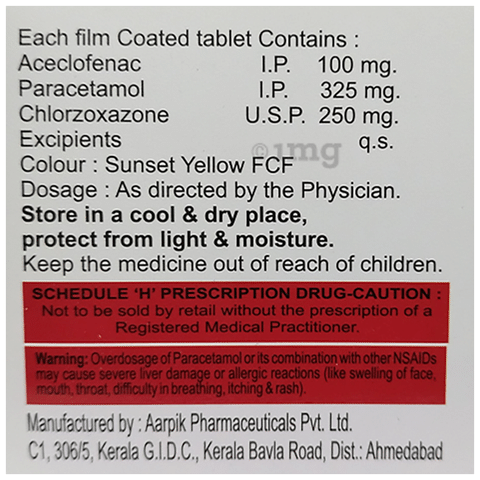 Each film Coated tablet Contains :
Aceclofenac I.P. 100 mg.
Paracetamol I.P. 325 mg.
Chlorzoxazone U.S.P. 250 mg.
Excipients q.s.
©1mg
Colour : Sunset Yellow FCF
Dosage : As directed by the Physician.
Store in a cool & dry place,
protect from light & moisture.
Keep the medicine out of reach of children.
SCHEDULE 'H' PRESCRIPTION DRUG-CAUTION :
Not to be sold by retail without the prescription of a
Registered Medical Practitioner.
Warning: Overdosage of Paracetamol or its combination with other NSAIDs
may cause severe liver damage or allergic reactions (like swelling of face,
mouth, throat, difficulty in breathing, itching & rash).
Manufactured by : Aarpik Pharmaceuticals Pvt. Ltd.
C1, 306/5, Kerala G.I.D.C., Kerala Bavla Road, Dist.: Ahmedabad